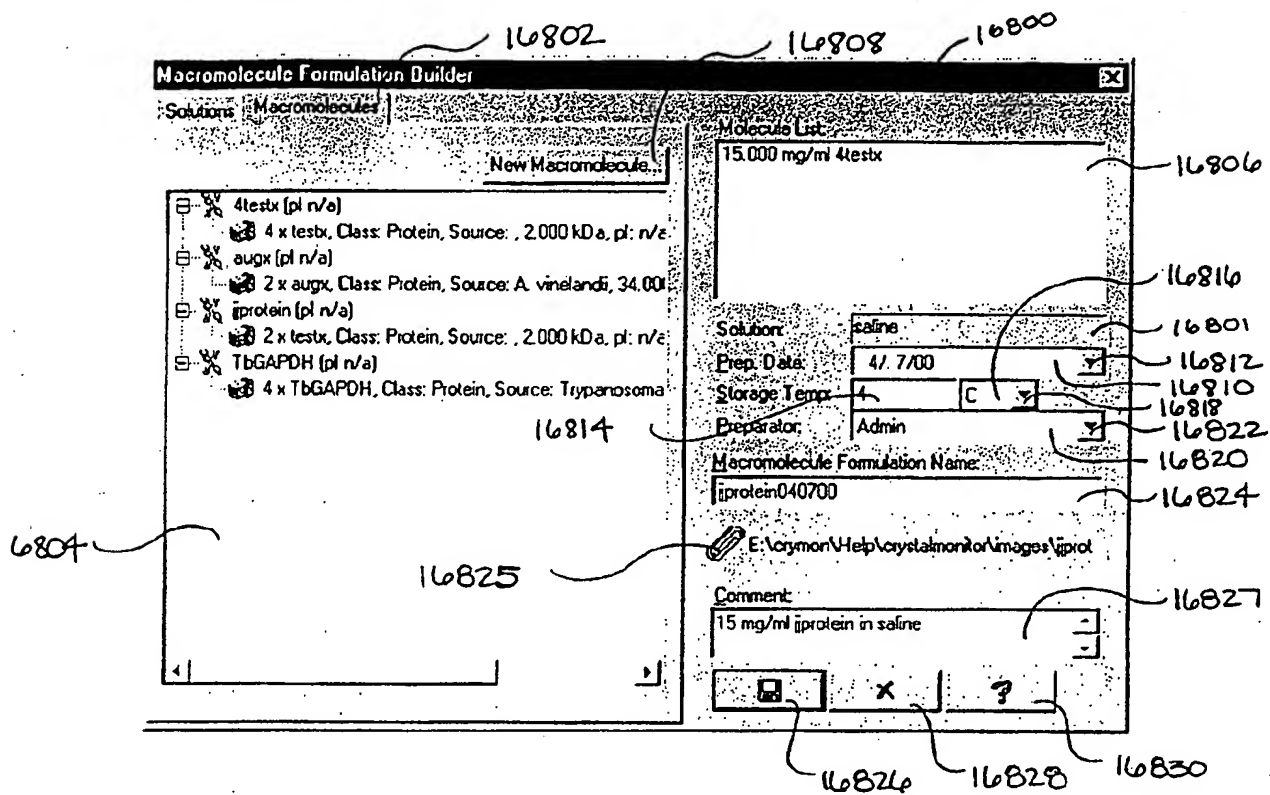 16802
16808
16800
Macromolecule Formulation Builder
Solutions
Macromolecules
New Macromolecule...
4testx (pI n/a)
4 x testx, Class: Protein, Source: , 2.000 kDa, pI: n/a
augx (pI n/a)
2 x augx, Class: Protein, Source: A. vinelandii, 34.00
jjprotein (pI n/a)
2 x testx, Class: Protein, Source: , 2.000 kDa, pI: n/a
TbGAPDH (pI n/a)
4 x TbGAPDH, Class: Protein, Source: Trypanosoma
6804
Molecule List:
15.000 mg/ml 4testx
16806
16816
Solution: saline
16801
Prep. Date: 4/. 7/00
16812
16810
Storage Temp: 4 C
16818
16814
Preparator: Admin
16822
16820
Macromolecule Formulation Name:
jjprotein040700
16824
E:\crymon\Help\crystalmonitor\images\jjprot
16825
Comment:
15 mg/ml jjprotein in saline
16827
16826
16828
16830